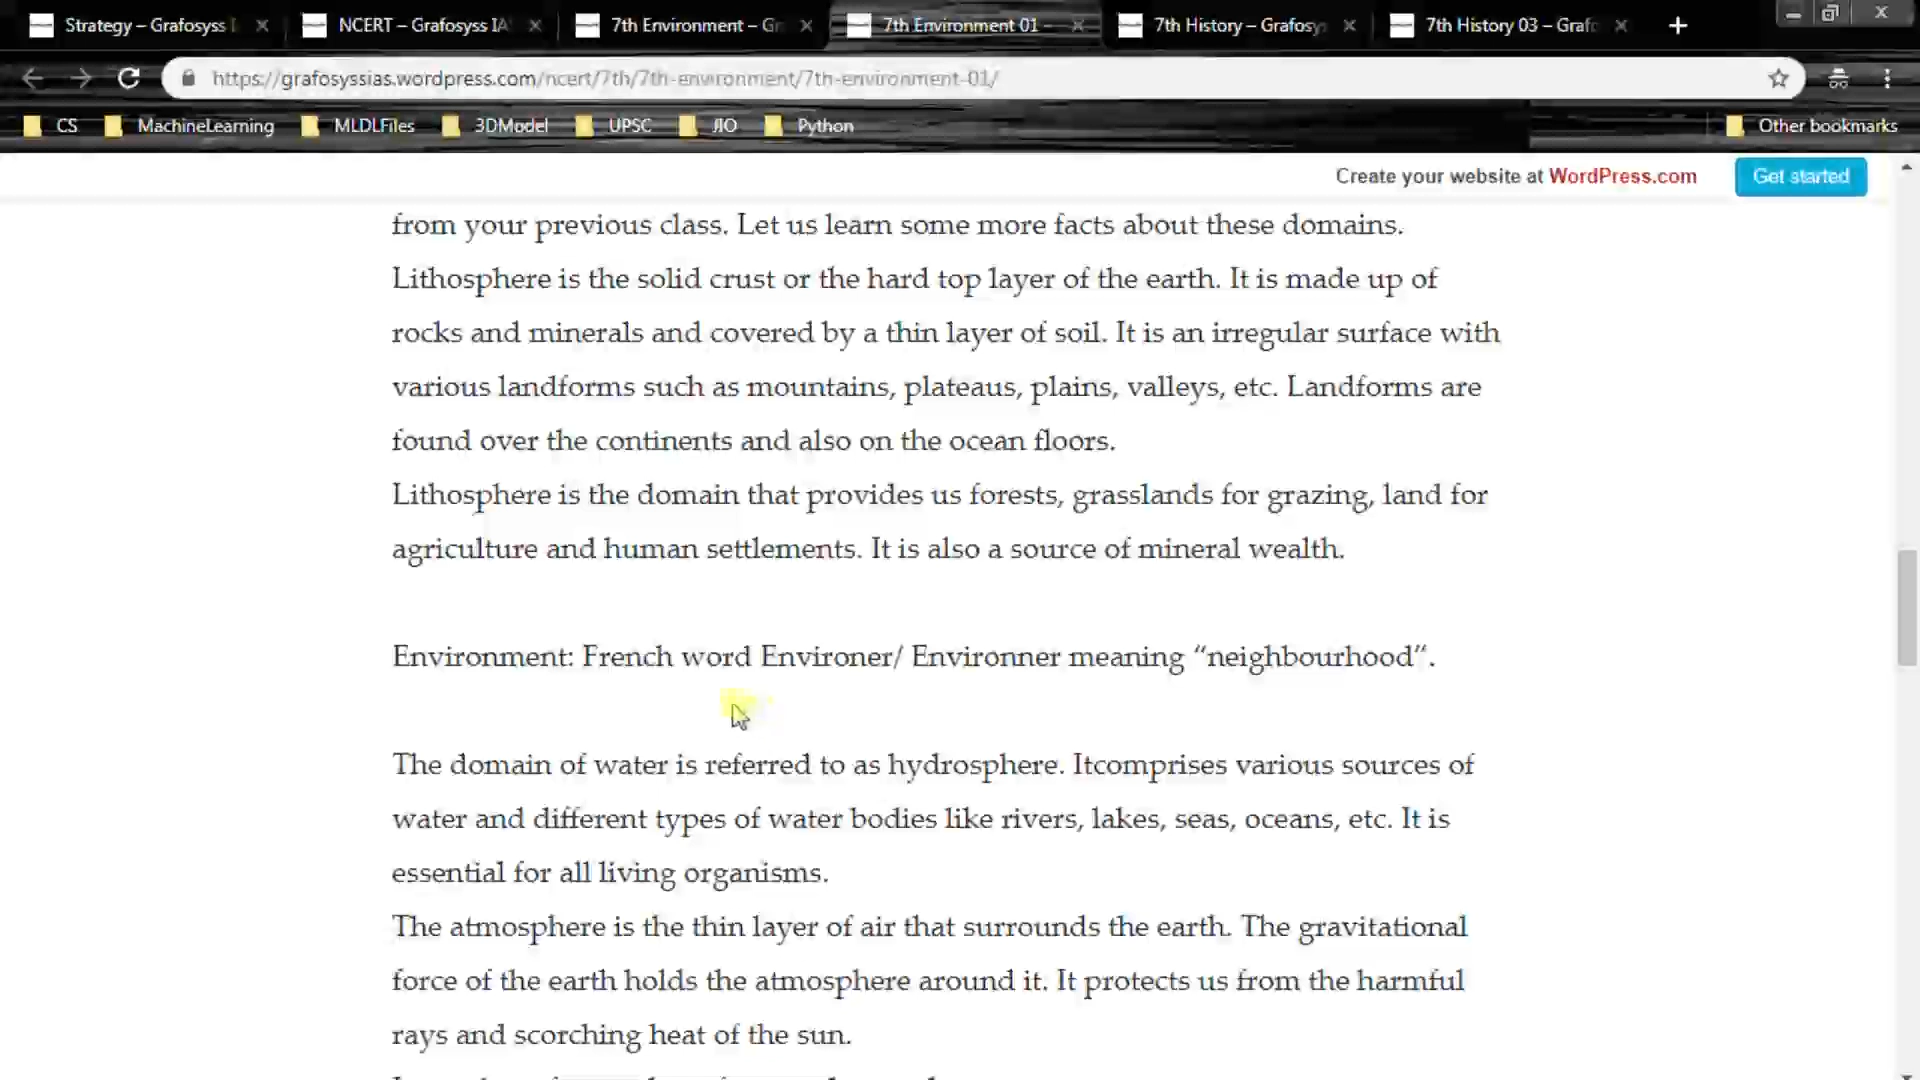 Strategy – Grafosyss I
NCERT – Grafosyss IA
7th Environment – Gr
7th Environment 01 –
7th History – Grafosys
7th History 03 – Grafo
https://grafosyssias.wordpress.com/ncert/7th/7th-environment/7th-environment-01/
CS
MachineLearning
MLDLFiles
3DModel
UPSC
JIO
Python
Other bookmarks
Create your website at WordPress.com
Get started
from your previous class. Let us learn some more facts about these domains.
Lithosphere is the solid crust or the hard top layer of the earth. It is made up of
rocks and minerals and covered by a thin layer of soil. It is an irregular surface with
various landforms such as mountains, plateaus, plains, valleys, etc. Landforms are
found over the continents and also on the ocean floors.
Lithosphere is the domain that provides us forests, grasslands for grazing, land for
agriculture and human settlements. It is also a source of mineral wealth.
Environment: French word Environer/ Environner meaning “neighbourhood”.
The domain of water is referred to as hydrosphere. Itcomprises various sources of
water and different types of water bodies like rivers, lakes, seas, oceans, etc. It is
essential for all living organisms.
The atmosphere is the thin layer of air that surrounds the earth. The gravitational
force of the earth holds the atmosphere around it. It protects us from the harmful
rays and scorching heat of the sun.